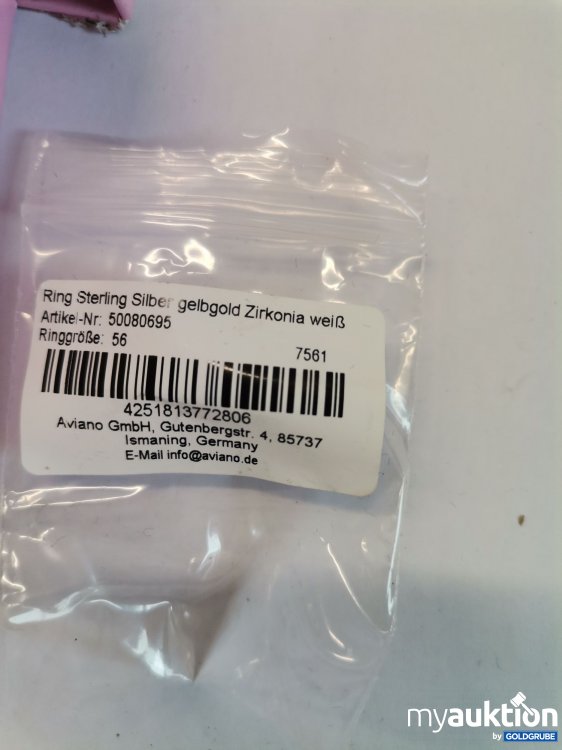 Ring Sterling Silber gelbgold Zirkonia weiß
Artikel-Nr: 50080695
Ringgröße: 56 7561
4251813772806
Aviano GmbH, Gutenbergstr. 4, 85737
Ismaning, Germany
E-Mail info@aviano.de
myauktion
by GOLDGRUBE